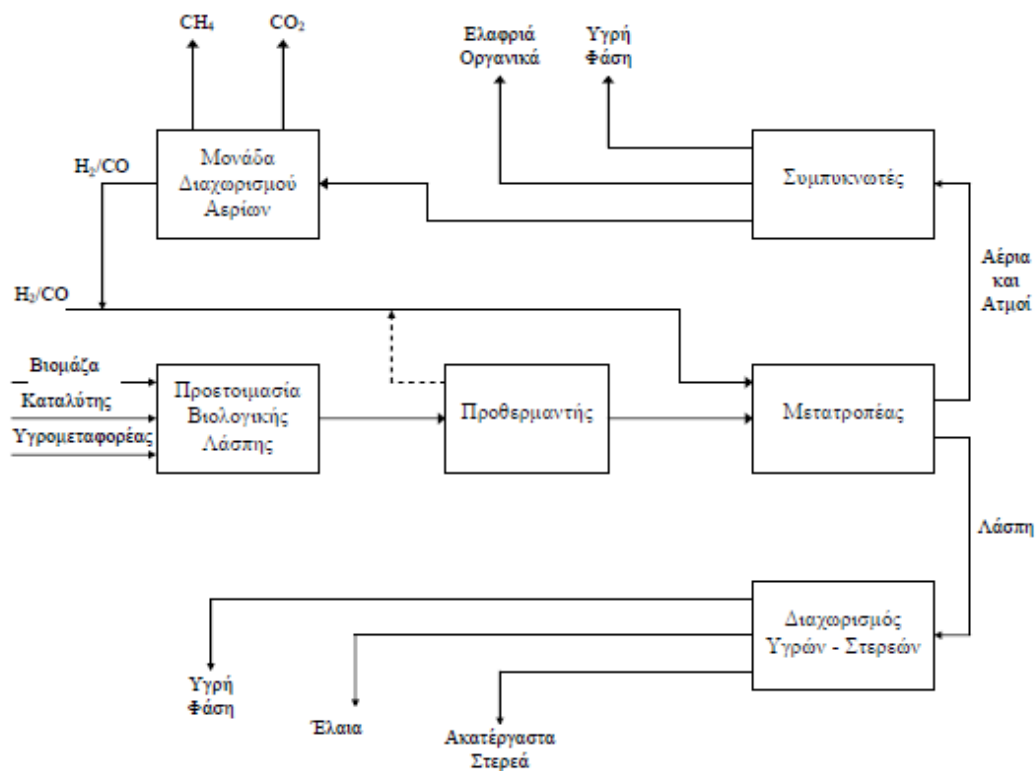 CH₄
CO₂
Ελαφριά
Οργανικά
Υγρή
Φάση
H₂/CO
Μονάδα
Διαχωρισμού
Αερίων
Συμπυκνωτές
Αέρια
και
Ατμοί
H₂/CO
Βιομάζα
Καταλύτης
Υγρομεταφορέας
Προετοιμασία
Βιολογικής
Λάσπης
Προθερμαντής
Μετατροπέας
Λάσπη
Διαχωρισμός
Υγρών - Στερεών
Υγρή
Φάση
Έλαια
Ακατέργαστα
Στερεά